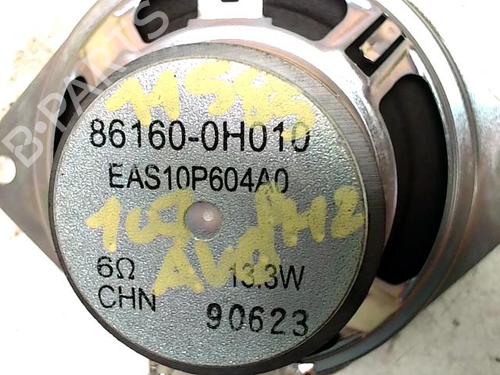 B-PARTS
86160-0H010
EAS10P604A0
6Ω 13.3W
CHN 90623